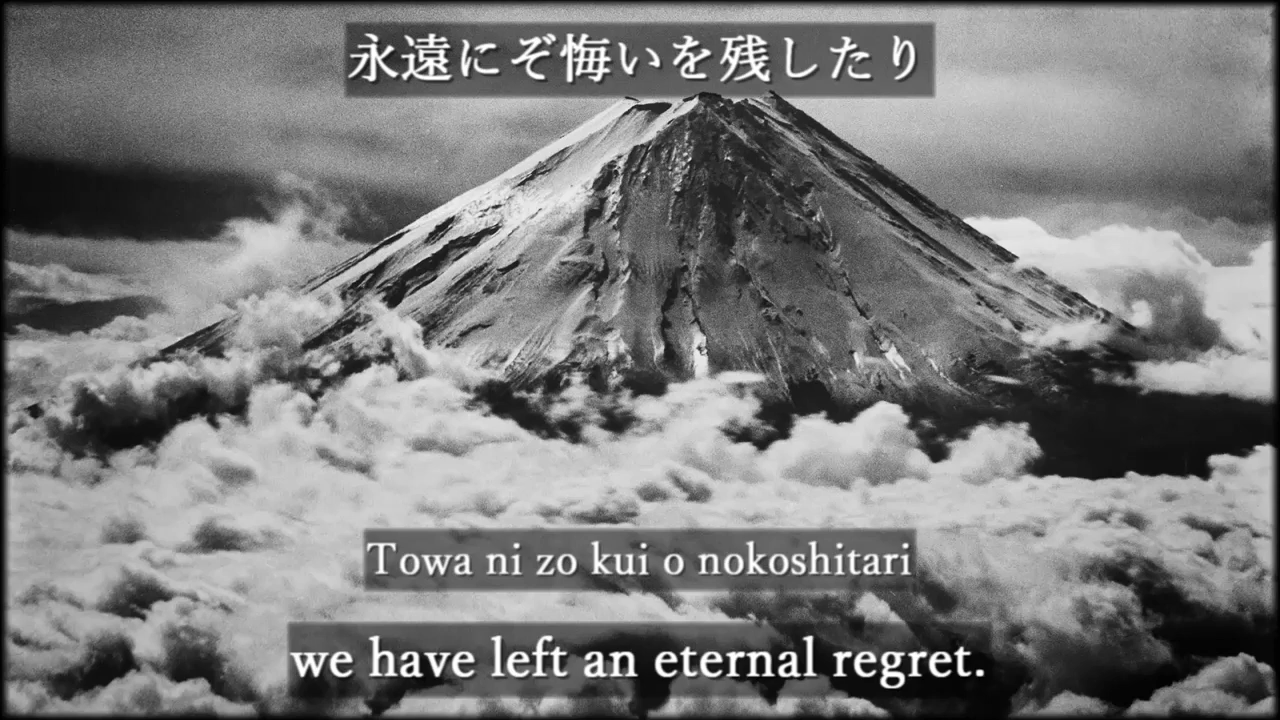 永遠にぞ悔いを残したり
Towa ni zo kui o nokoshitari
we have left an eternal regret.